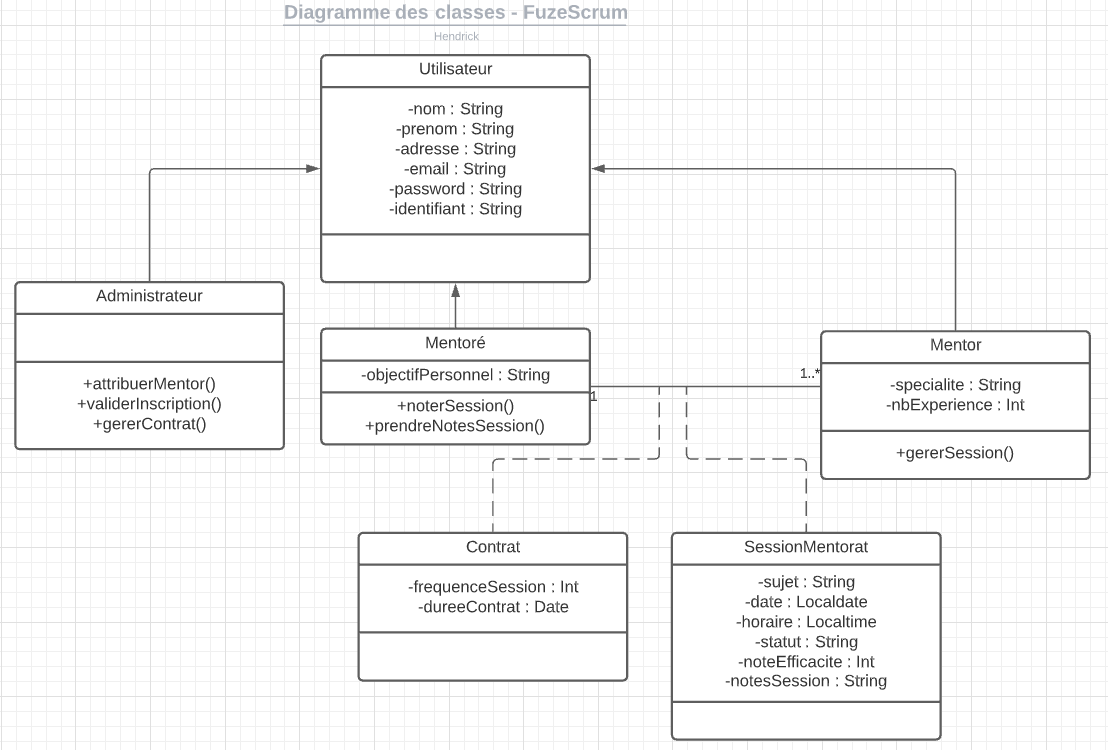 Diagramme des classes - FuzeScrum
Hendrick
Utilisateur
-nom : String
-prenom : String
-adresse : String
-email : String
-password : String
-identifiant : String
Administrateur
+attribuerMentor()
+validerInscription()
+gererContrat()
Mentoré
-objectifPersonnel : String
+noterSession()
+prendreNotesSession()
1
1..*
Mentor
-specialite : String
-nbExperience : Int
+gererSession()
Contrat
-frequenceSession : Int
-dureeContrat : Date
SessionMentorat
-sujet : String
-date : Localdate
-horaire : Localtime
-statut : String
-noteEfficacite : Int
-notesSession : String